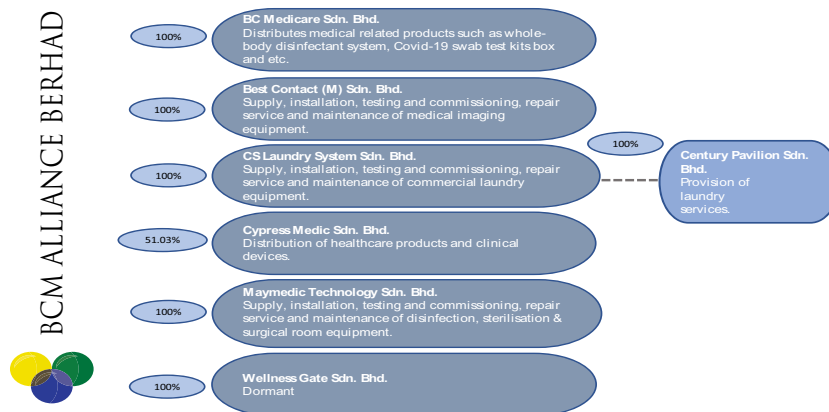 BCM ALLIANCE BERHAD
100%
BC Medicare Sdn. Bhd.
Distributes medical related products such as whole-
body disinfectant system, Covid-19 swab test kits box
and etc.
100%
Best Contact (M) Sdn. Bhd.
Supply, installation, testing and commissioning, repair
service and maintenance of medical imaging
equipment.
100%
CS Laundry System Sdn. Bhd.
Supply, installation, testing and commissioning, repair
service and maintenance of commercial laundry
equipment.
100%
Century Pavilion Sdn.
Bhd.
Provision of
laundry
services.
51.03%
Cypress Medic Sdn. Bhd.
Distribution of healthcare products and clinical
devices.
100%
Maymedic Technology Sdn. Bhd.
Supply, installation, testing and commissioning, repair
service and maintenance of disinfection, sterilisation &
surgical room equipment.
100%
Wellness Gate Sdn. Bhd.
Dormant